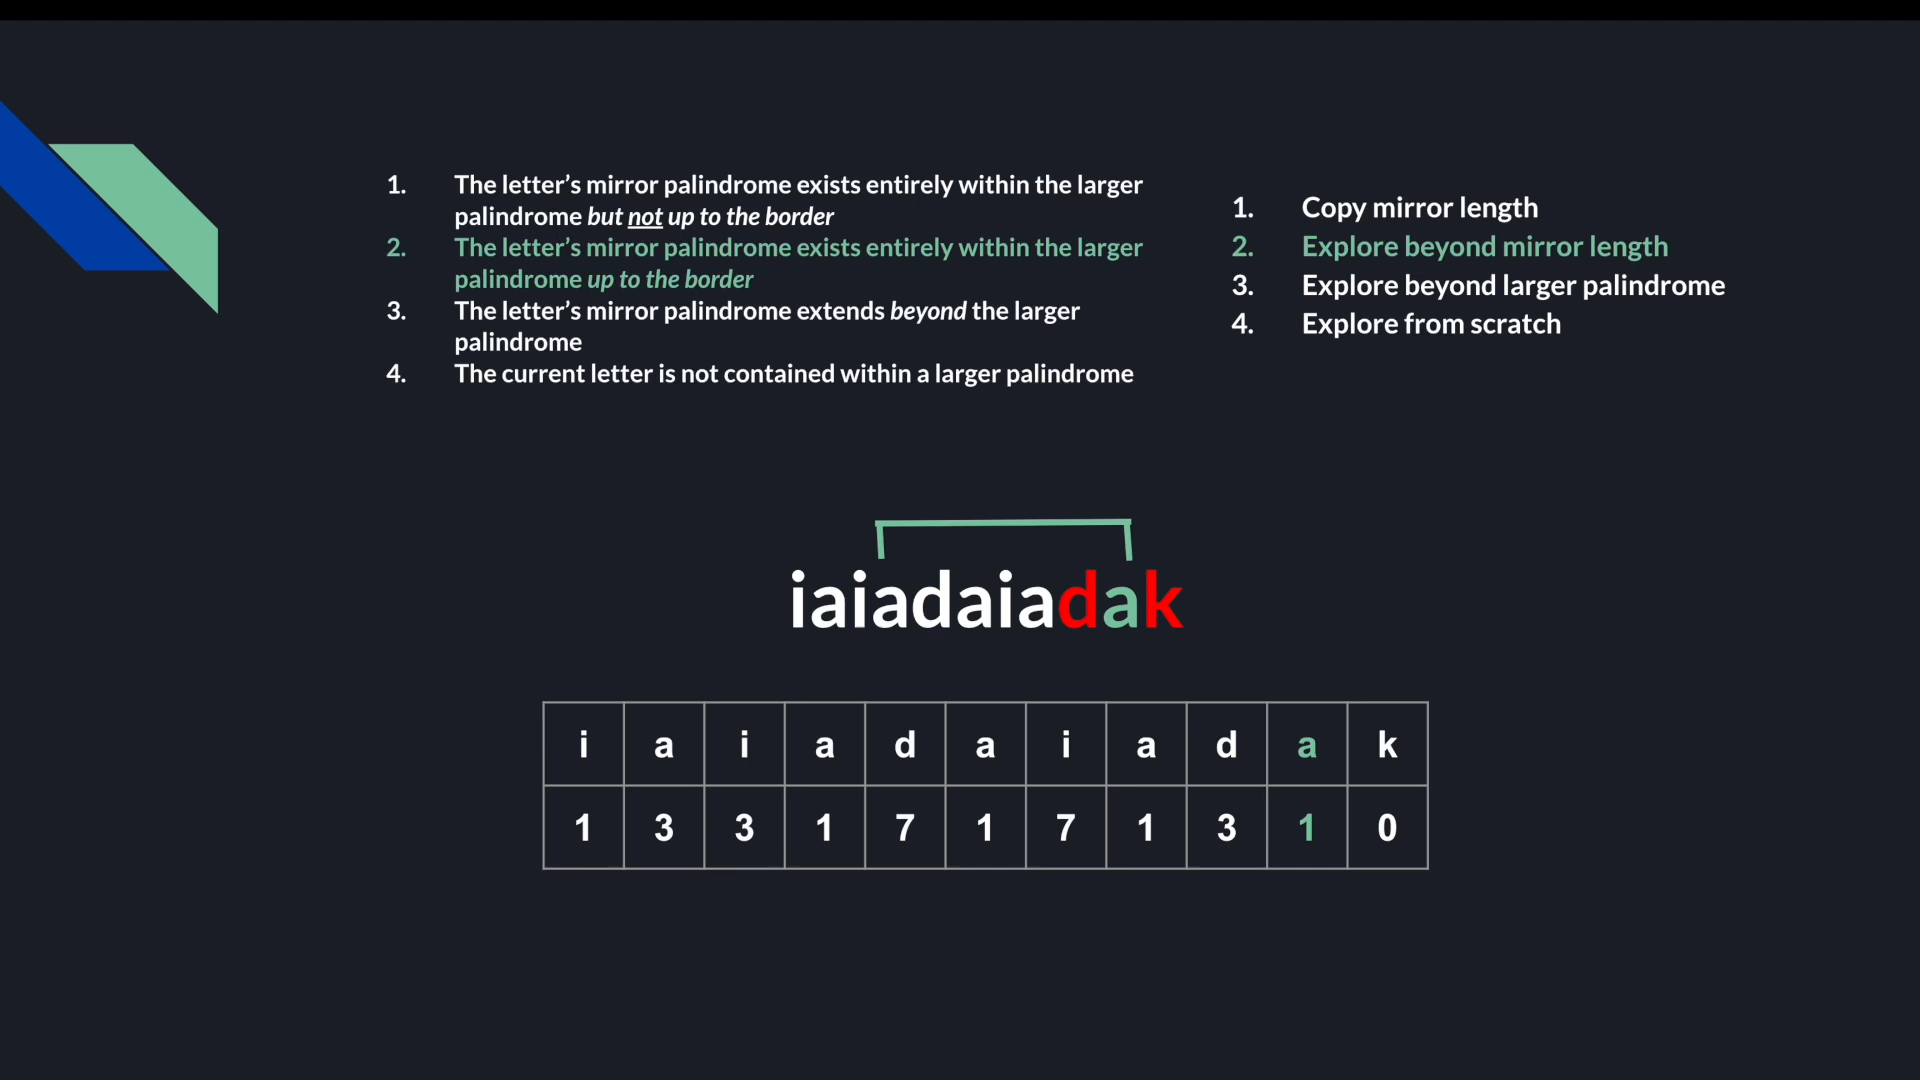 1. The letter's mirror palindrome exists entirely within the larger
palindrome but not up to the border
2. The letter's mirror palindrome exists entirely within the larger
palindrome up to the border
3. The letter's mirror palindrome extends beyond the larger
palindrome
4. The current letter is not contained within a larger palindrome
1. Copy mirror length
2. Explore beyond mirror length
3. Explore beyond larger palindrome
4. Explore from scratch
iaiadaiadak
i a i a d a i a d a k
1 3 3 1 7 1 7 1 3 1 0